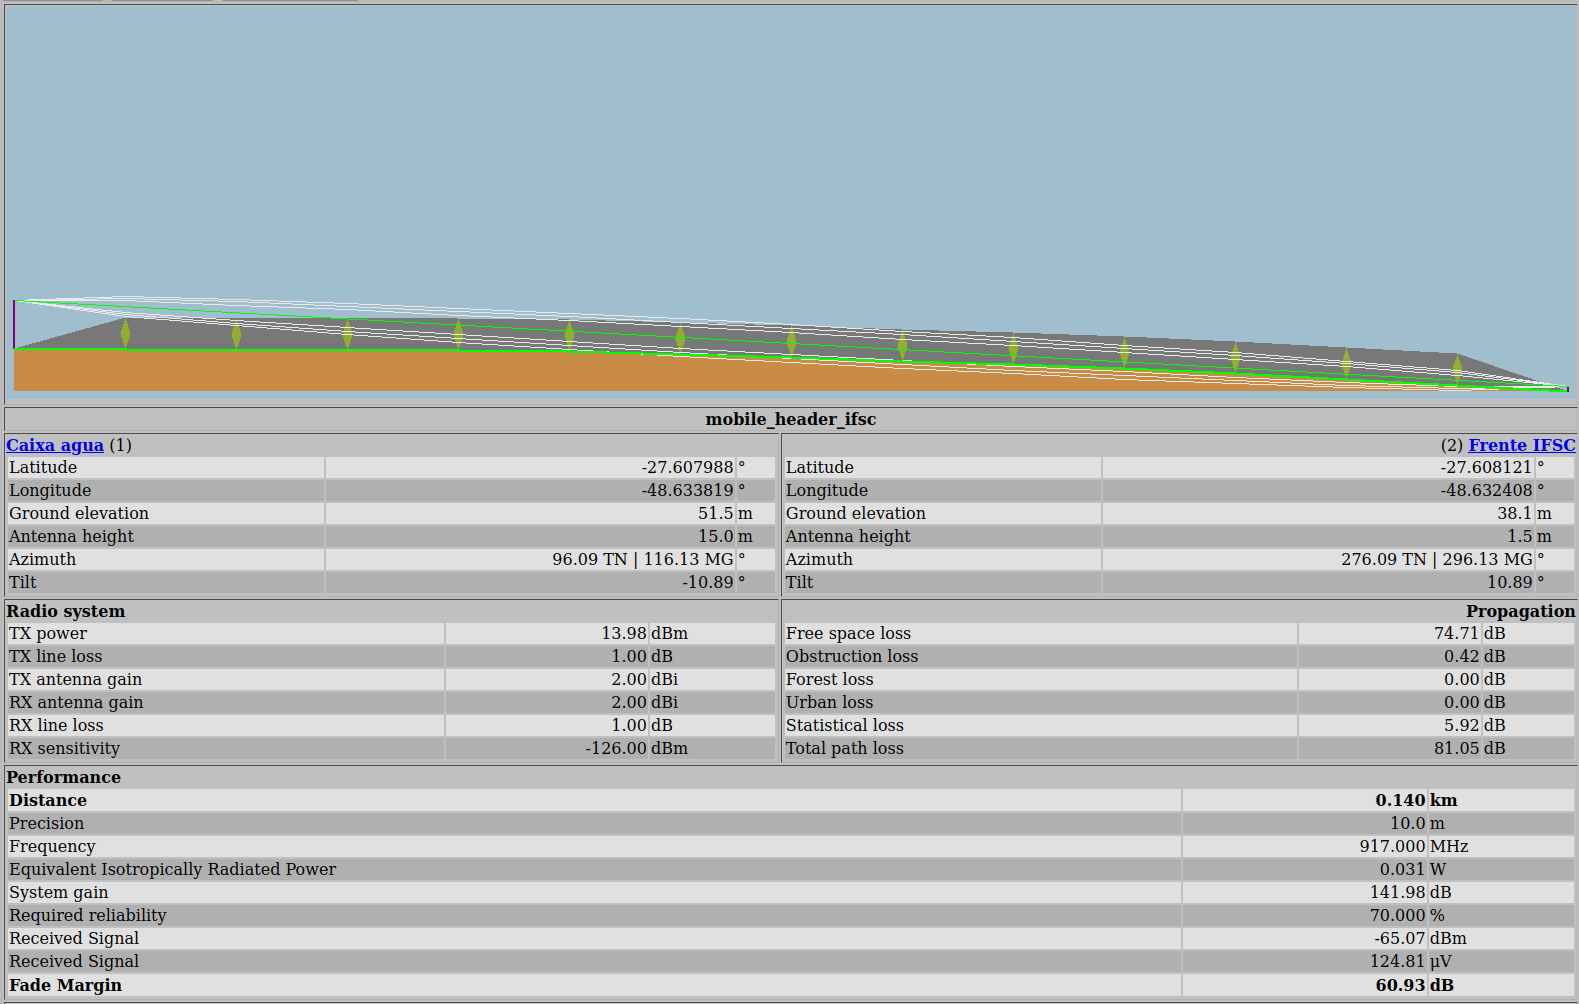 mobile_header_ifsc
Caixa agua (1)
Latitude -27.607988 °
Longitude -48.633819 °
Ground elevation 51.5 m
Antenna height 15.0 m
Azimuth 96.09 TN | 116.13 MG °
Tilt -10.89 °
(2) Frente IFSC
Latitude -27.608121 °
Longitude -48.632408 °
Ground elevation 38.1 m
Antenna height 1.5 m
Azimuth 276.09 TN | 296.13 MG °
Tilt 10.89 °
Radio system
TX power 13.98 dBm
TX line loss 1.00 dB
TX antenna gain 2.00 dBi
RX antenna gain 2.00 dBi
RX line loss 1.00 dB
RX sensitivity -126.00 dBm
Propagation
Free space loss 74.71 dB
Obstruction loss 0.42 dB
Forest loss 0.00 dB
Urban loss 0.00 dB
Statistical loss 5.92 dB
Total path loss 81.05 dB
Performance
Distance 0.140 km
Precision 10.0 m
Frequency 917.000 MHz
Equivalent Isotropically Radiated Power 0.031 W
System gain 141.98 dB
Required reliability 70.000 %
Received Signal -65.07 dBm
Received Signal 124.81 μV
Fade Margin 60.93 dB